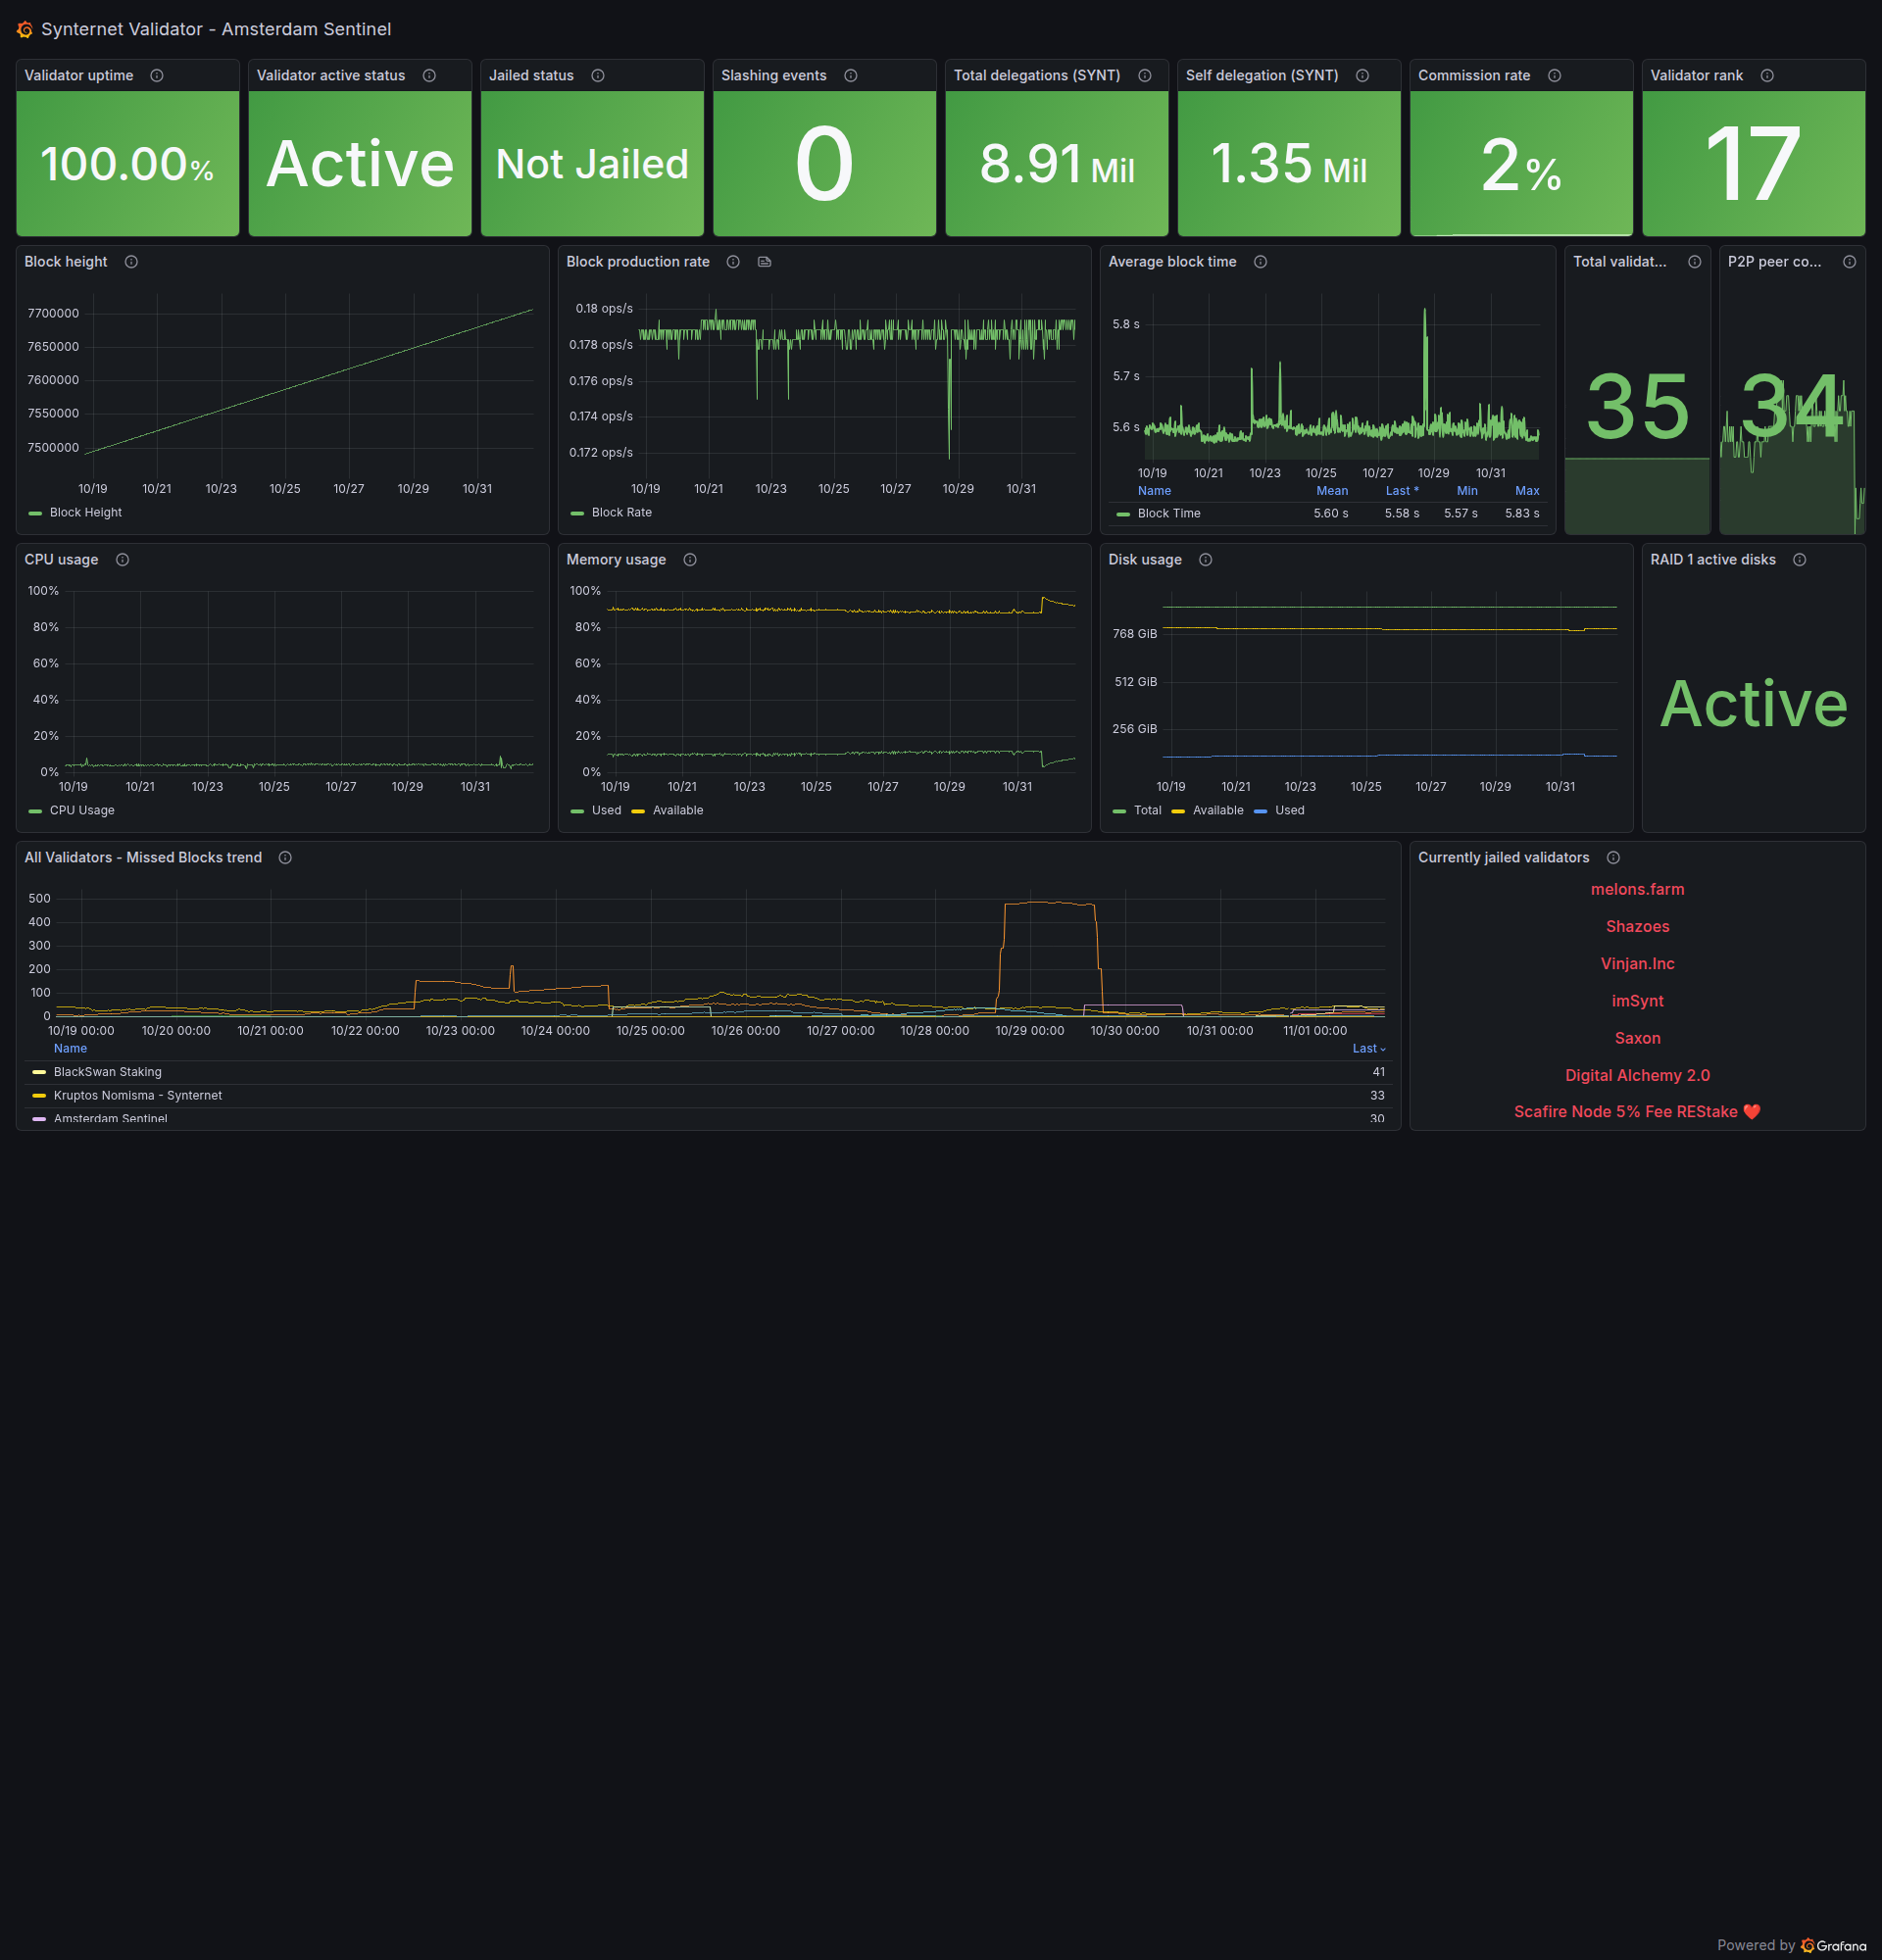 Synternet Validator - Amsterdam Sentinel
Validator uptime
100.00%
Validator active status
Active
Jailed status
Not Jailed
Slashing events
0
Total delegations (SYNT)
8.91 Mil
Self delegation (SYNT)
1.35 Mil
Commission rate
2%
Validator rank
17
Block height
7700000
7650000
7600000
7550000
7500000
10/19 10/21 10/23 10/25 10/27 10/29 10/31
Block Height
Block production rate
0.18 ops/s
0.178 ops/s
0.176 ops/s
0.174 ops/s
0.172 ops/s
10/19 10/21 10/23 10/25 10/27 10/29 10/31
Block Rate
Average block time
5.8 s
5.7 s
5.6 s
10/19 10/21 10/23 10/25 10/27 10/29 10/31
Name Mean Last * Min Max
Block Time 5.60 s 5.58 s 5.57 s 5.83 s
Total validat...
35
P2P peer co...
34
CPU usage
100%
80%
60%
40%
20%
0%
10/19 10/21 10/23 10/25 10/27 10/29 10/31
CPU Usage
Memory usage
100%
80%
60%
40%
20%
0%
10/19 10/21 10/23 10/25 10/27 10/29 10/31
Used Available
Disk usage
768 GiB
512 GiB
256 GiB
10/19 10/21 10/23 10/25 10/27 10/29 10/31
Total Available Used
RAID 1 active disks
Active
All Validators - Missed Blocks trend
500
400
300
200
100
0
10/19 00:00 10/20 00:00 10/21 00:00 10/22 00:00 10/23 00:00 10/24 00:00 10/25 00:00 10/26 00:00 10/27 00:00 10/28 00:00 10/29 00:00 10/30 00:00 10/31 00:00 11/01 00:00
Name Last
BlackSwan Staking 41
Kruptos Nomisma - Synternet 33
Amsterdam Sentinel 30
Currently jailed validators
melons.farm
Shazoes
Vinjan.Inc
imSynt
Saxon
Digital Alchemy 2.0
Scafire Node 5% Fee REStake ❤️
Powered by Grafana